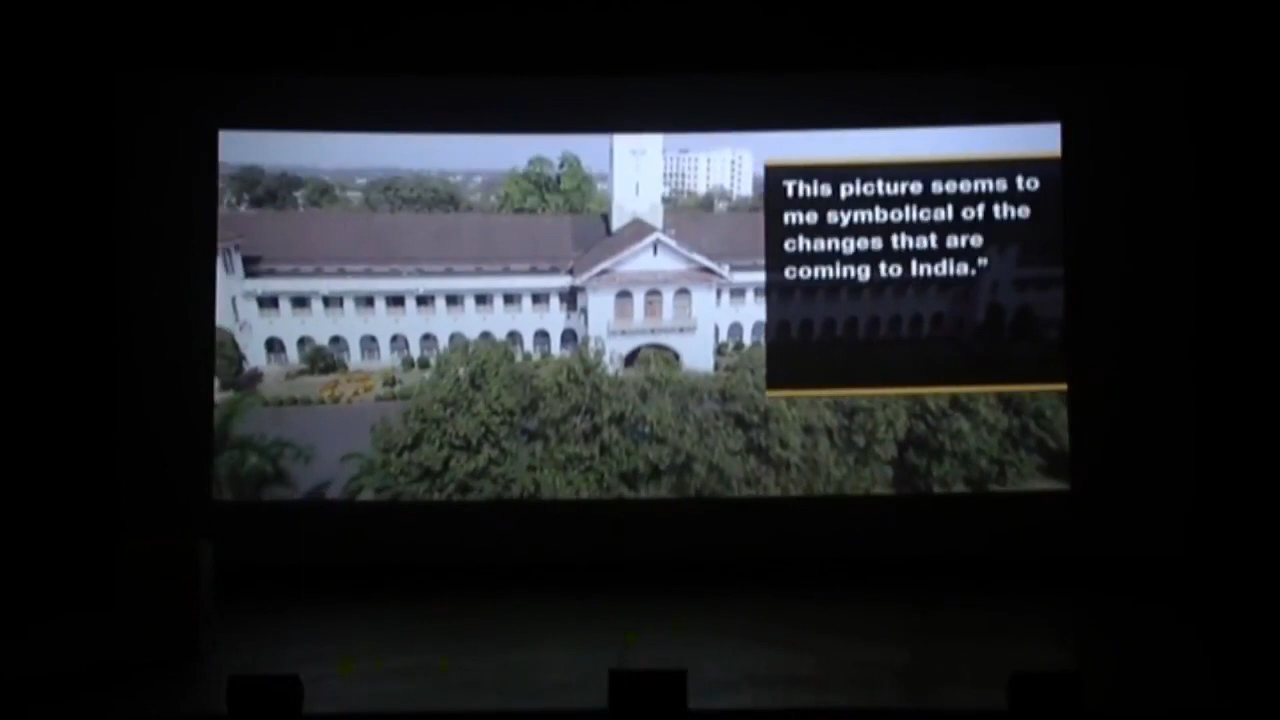 This picture seems to
me symbolical of the
changes that are
coming to India."